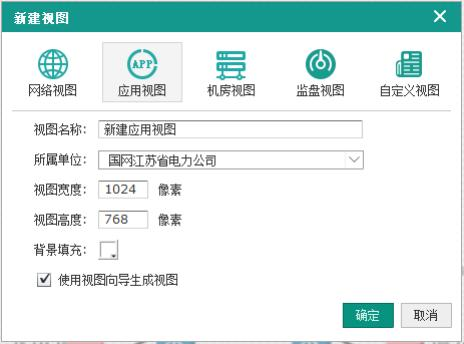 新建视图
APP
网络视图 应用视图 机房视图 监盘视图 自定义视图
视图名称: 新建应用视图
所属单位: 国网江苏省电力公司
视图宽度: 1024 像素
视图高度: 768 像素
背景填充:
使用视图向导生成视图
确定 取消